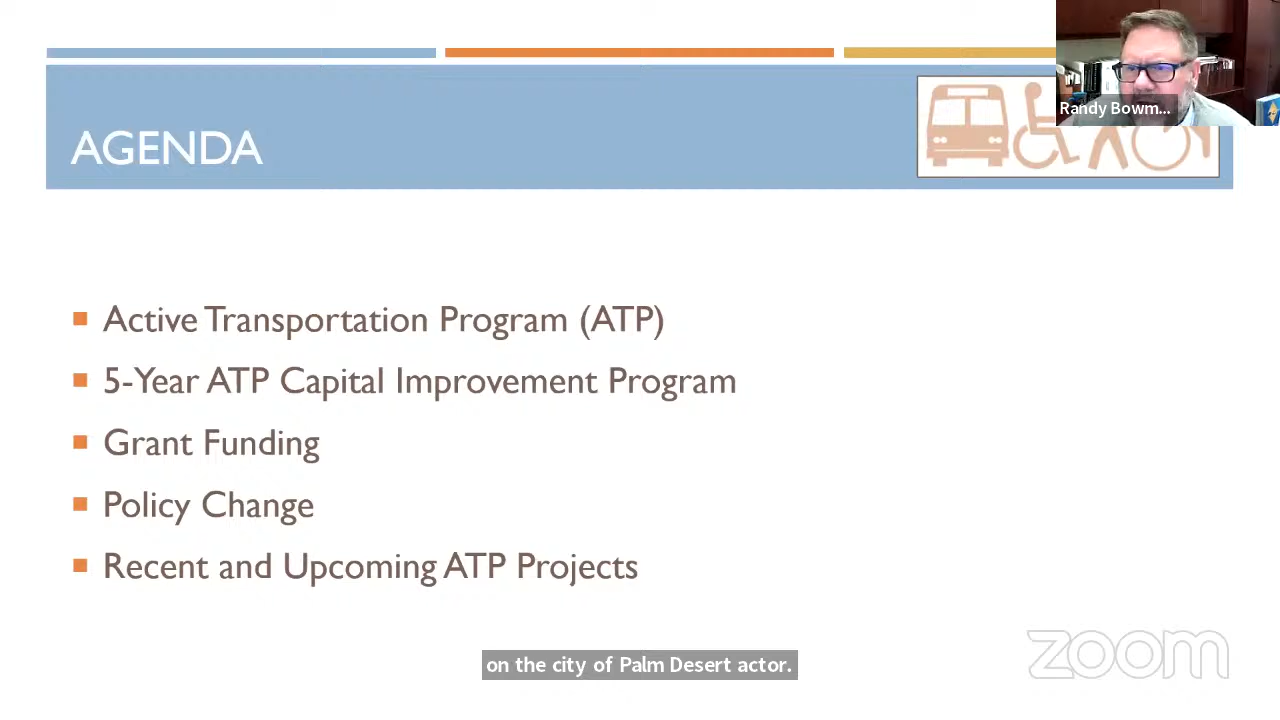 Randy Bowm...
AGENDA
Active Transportation Program (ATP)
5-Year ATP Capital Improvement Program
Grant Funding
Policy Change
Recent and Upcoming ATP Projects
on the city of Palm Desert actor.
zoom